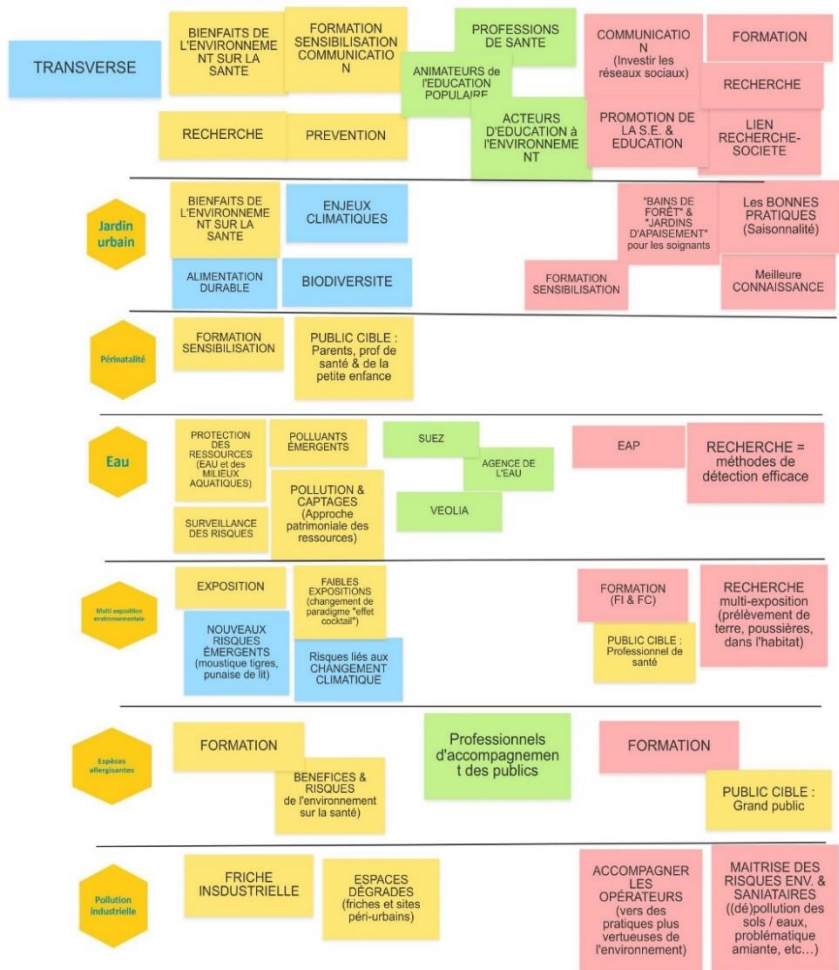 TRANSVERSE
BIENFAITS DE
L'ENVIRONNEME
NT SUR LA
SANTE
FORMATION
SENSIBILISATION
COMMUNICATIO
N
RECHERCHE
PREVENTION
PROFESSIONS
DE SANTE
ANIMATEURS de
l'EDUCATION
POPULAIRE
ACTEURS
D'EDUCATION à
l'ENVIRONNEME
NT
COMMUNICATIO
N
(Investir les
réseaux sociaux)
FORMATION
RECHERCHE
PROMOTION DE
LA S.E. &
EDUCATION
LIEN
RECHERCHE-
SOCIETE
Jardin
urbain
BIENFAITS DE
L'ENVIRONNEME
NT SUR LA
SANTE
ENJEUX
CLIMATIQUES
ALIMENTATION
DURABLE
BIODIVERSITE
"BAINS DE
FORÊT" &
"JARDINS
D'APAISEMENT"
pour les soignants
Les BONNES
PRATIQUES
(Saisonnalité)
FORMATION
SENSIBILISATION
Meilleure
CONNAISSANCE
Périnatalité
FORMATION
SENSIBILISATION
PUBLIC CIBLE :
Parents, prof de
santé & de la
petite enfance
Eau
PROTECTION
DES
RESSOURCES
(EAU et des
MILIEUX
AQUATIQUES)
POLLUANTS
ÉMERGENTS
SURVEILLANCE
DES RISQUES
POLLUTION &
CAPTAGES
(Approche
patrimoniale des
ressources)
SUEZ
AGENCE DE
L'EAU
VEOLIA
EAP
RECHERCHE =
méthodes de
détection efficace
Multi exposition
environnementale
EXPOSITION
FAIBLES
EXPOSITIONS
(changement de
paradigme "effet
cocktail")
NOUVEAUX
RISQUES
ÉMERGENTS
(moustique tigres,
punaise de lit)
Risques liés aux
CHANGEMENT
CLIMATIQUE
FORMATION
(FI & FC)
PUBLIC CIBLE :
Professionnel de
santé
RECHERCHE
multi-exposition
(prélèvement de
terre, poussières,
dans l'habitat)
Espèces
allergisantes
FORMATION
BENEFICES &
RISQUES
de l'environnement
sur la santé)
Professionnels
d'accompagnemen
t des publics
FORMATION
PUBLIC CIBLE :
Grand public
Pollution
industrielle
FRICHE
INSDUSTRIELLE
ESPACES
DÉGRADES
(friches et sites
péri-urbains)
ACCOMPAGNER
LES
OPÉRATEURS
(vers des
pratiques plus
vertueuses de
l'environnement)
MAITRISE DES
RISQUES ENV. &
SANIATAIRES
((dé)pollution des
sols / eaux,
problématique
amiante, etc…)